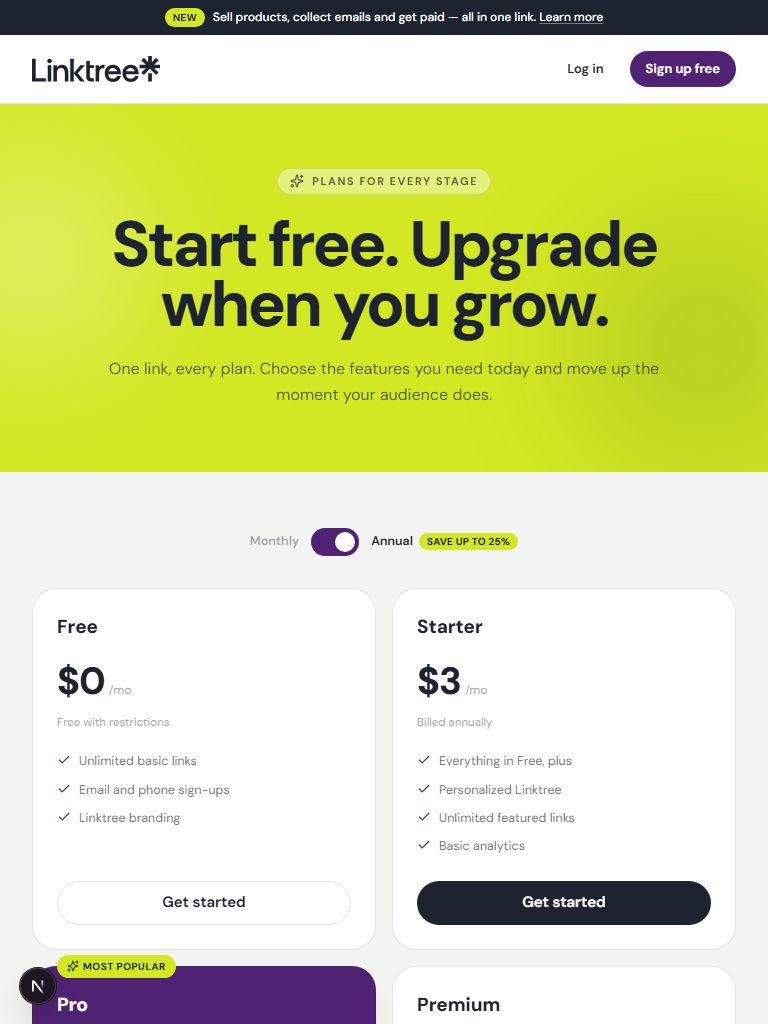 NEW Sell products, collect emails and get paid — all in one link. Learn more
Linktree
Log in
Sign up free
PLANS FOR EVERY STAGE
Start free. Upgrade
when you grow.
One link, every plan. Choose the features you need today and move up the
moment your audience does.
Monthly
Annual
SAVE UP TO 25%
Free
$0 /mo
Free with restrictions
Unlimited basic links
Email and phone sign-ups
Linktree branding
Get started
Starter
$3 /mo
Billed annually
Everything in Free, plus
Personalized Linktree
Unlimited featured links
Basic analytics
Get started
MOST POPULAR
N
Pro
Premium